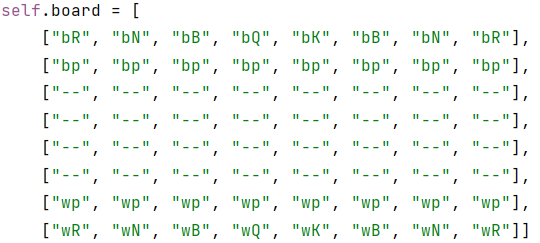 self.board = [
["bR", "bN", "bB", "bQ", "bK", "bB", "bN", "bR"],
["bp", "bp", "bp", "bp", "bp", "bp", "bp", "bp"],
["--", "--", "--", "--", "--", "--", "--", "--"],
["--", "--", "--", "--", "--", "--", "--", "--"],
["--", "--", "--", "--", "--", "--", "--", "--"],
["--", "--", "--", "--", "--", "--", "--", "--"],
["wp", "wp", "wp", "wp", "wp", "wp", "wp", "wp"],
["wR", "wN", "wB", "wQ", "wK", "wB", "wN", "wR"]]